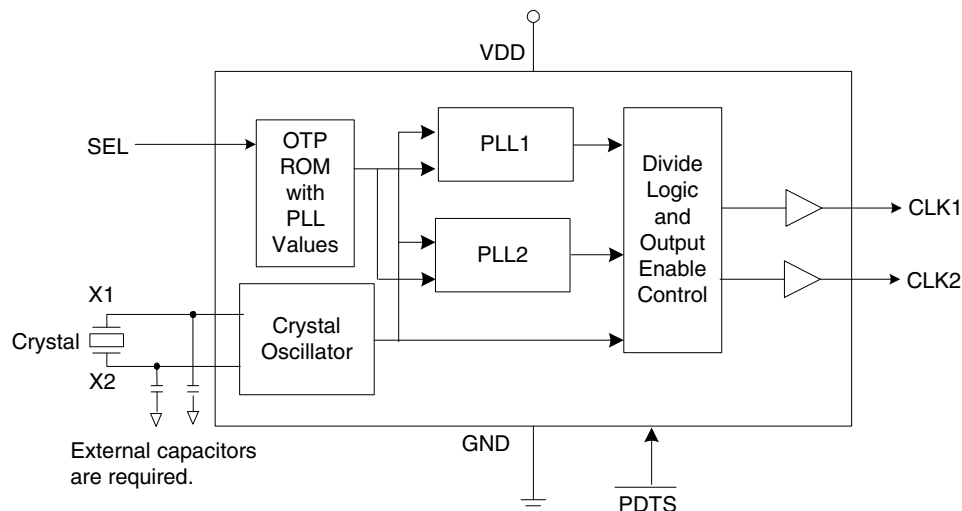 VDD
SEL
OTP
ROM
with
PLL
Values
PLL1
PLL2
Divide
Logic
and
Output
Enable
Control
CLK1
CLK2
X1
Crystal
X2
Crystal
Oscillator
External capacitors
are required.
GND
PDTS